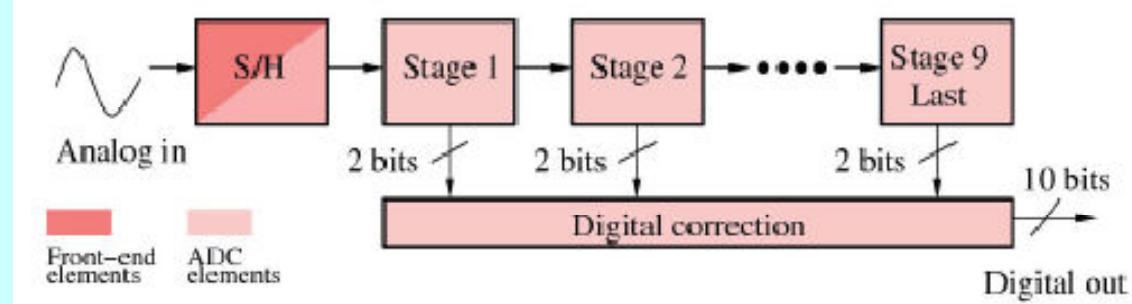 S/H
Stage 1
Stage 2
Stage 9
Last
Analog in
2 bits
2 bits
2 bits
10 bits
Digital correction
Front-end
elements
ADC
elements
Digital out